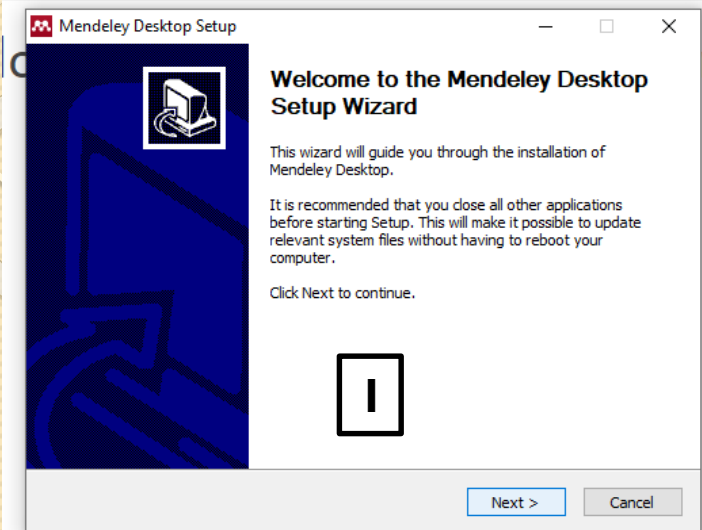 Mendeley Desktop Setup
Welcome to the Mendeley Desktop
Setup Wizard
This wizard will guide you through the installation of
Mendeley Desktop.
It is recommended that you close all other applications
before starting Setup. This will make it possible to update
relevant system files without having to reboot your
computer.
Click Next to continue.
I
Next >
Cancel